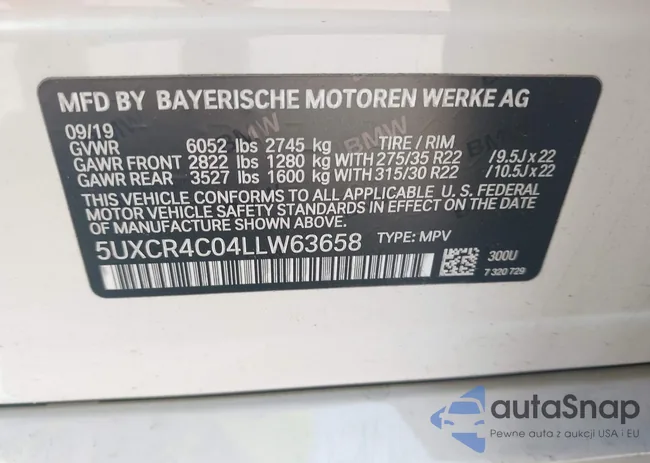 MFD BY BAYERISCHE MOTOREN WERKE AG
09/19
GVWR 6052 lbs 2745 kg TIRE / RIM
GAWR FRONT 2822 lbs 1280 kg WITH 275/35 R22 /9.5J x 22
GAWR REAR 3527 lbs 1600 kg WITH 315/30 R22 /10.5J x 22
THIS VEHICLE CONFORMS TO ALL APPLICABLE U. S. FEDERAL
MOTOR VEHICLE SAFETY STANDARDS IN EFFECT ON THE DATE
OF MANUFACTURE SHOWN ABOVE.
5UXCR4C04LLW63658 TYPE: MPV
300U
7 320 729
BMW
BMW
BMW
autaSnap
Pewne auta z aukcji USA i EU